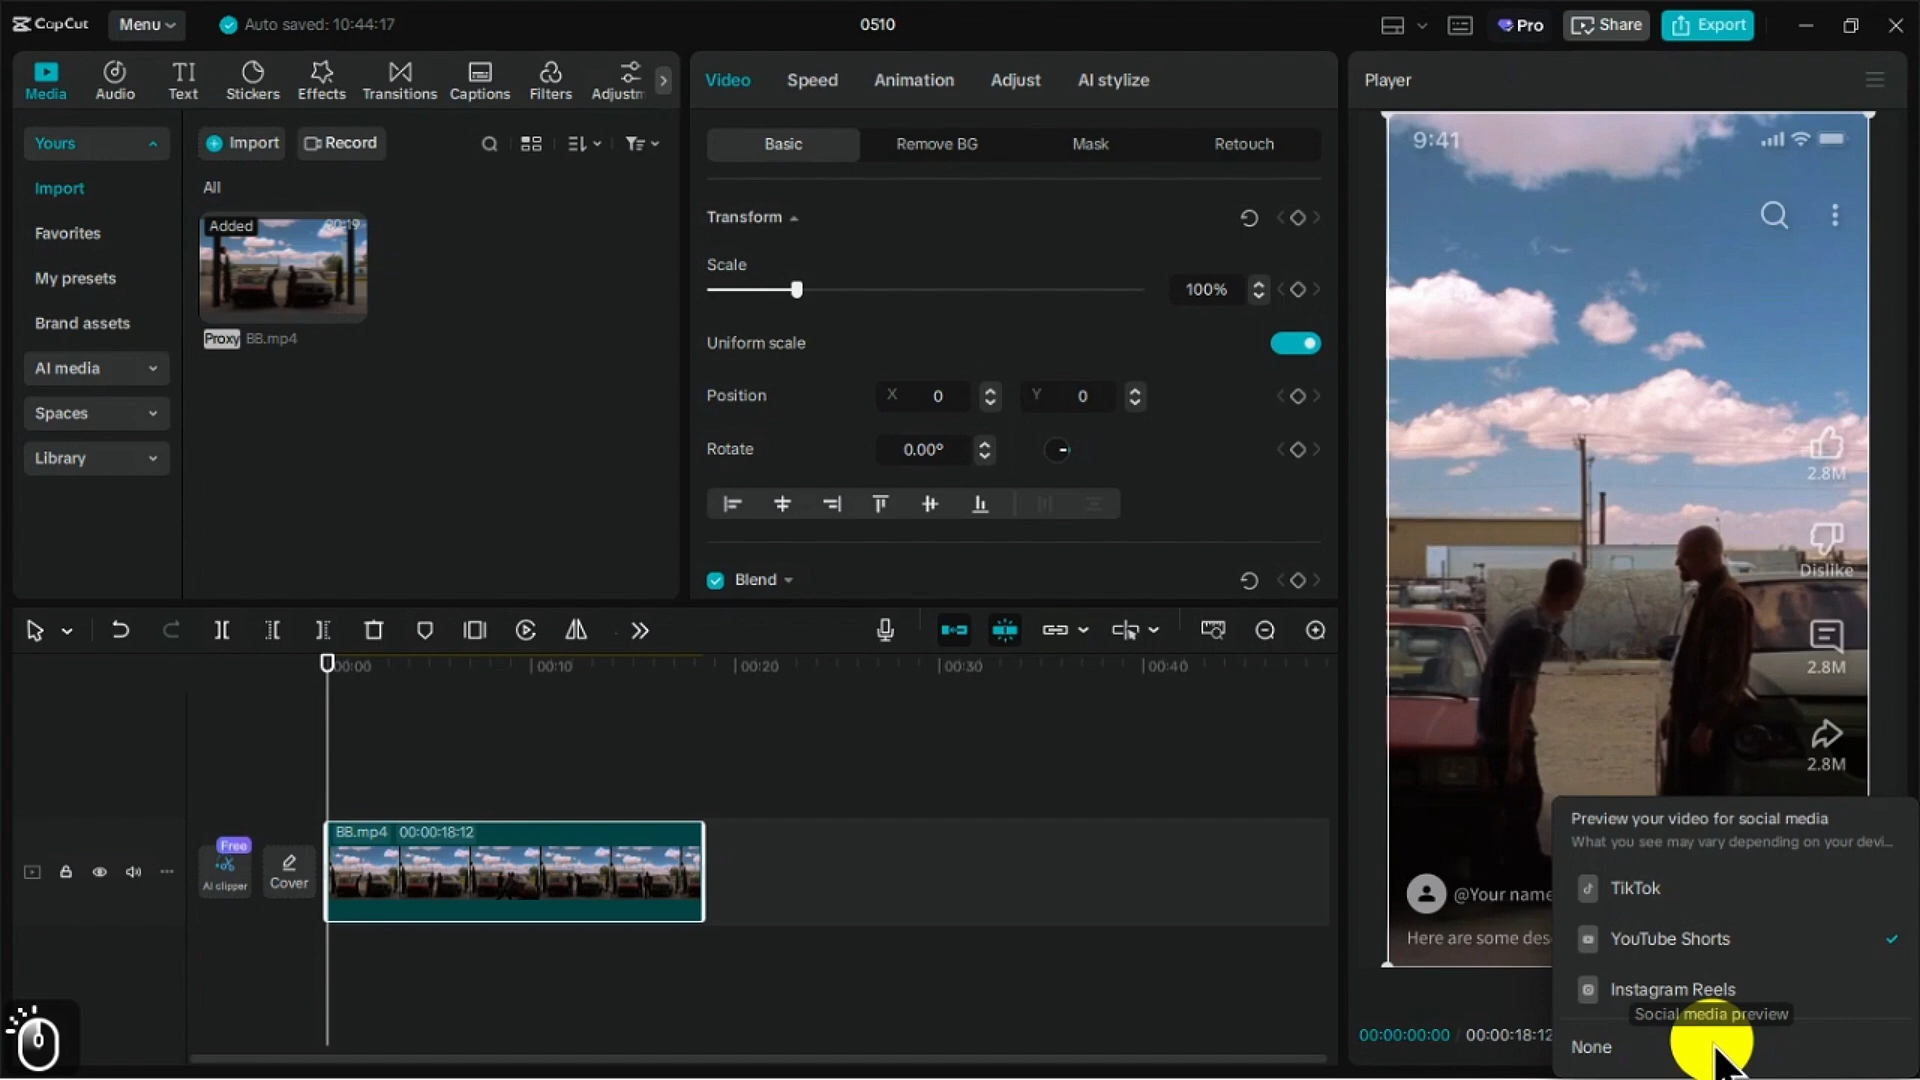 CapCut
Menu
Auto saved: 10:44:17
0510
Pro
Share
Export
Media
Audio
TI
Text
Stickers
Effects
Transitions
Captions
Filters
Adjustm
Video
Speed
Animation
Adjust
AI stylize
Player
Yours
Import
Record
Basic
Remove BG
Mask
Retouch
9:41
Import
All
Favorites
Added
00:19
My presets
Brand assets
Proxy BB.mp4
AI media
Spaces
Library
Transform
Scale
100%
Uniform scale
Position
X 0
Y 0
Rotate
0.00°
Blend
2.8M
Dislike
2.8M
2.8M
00:00
00:10
00:20
00:30
00:40
BB.mp4 00:00:18:12
Free
AI clipper
Cover
@Your name
Here are some des
Preview your video for social media
What you see may vary depending on your devi...
TikTok
YouTube Shorts
Instagram Reels
Social media preview
None
00:00:00:00 / 00:00:18:12